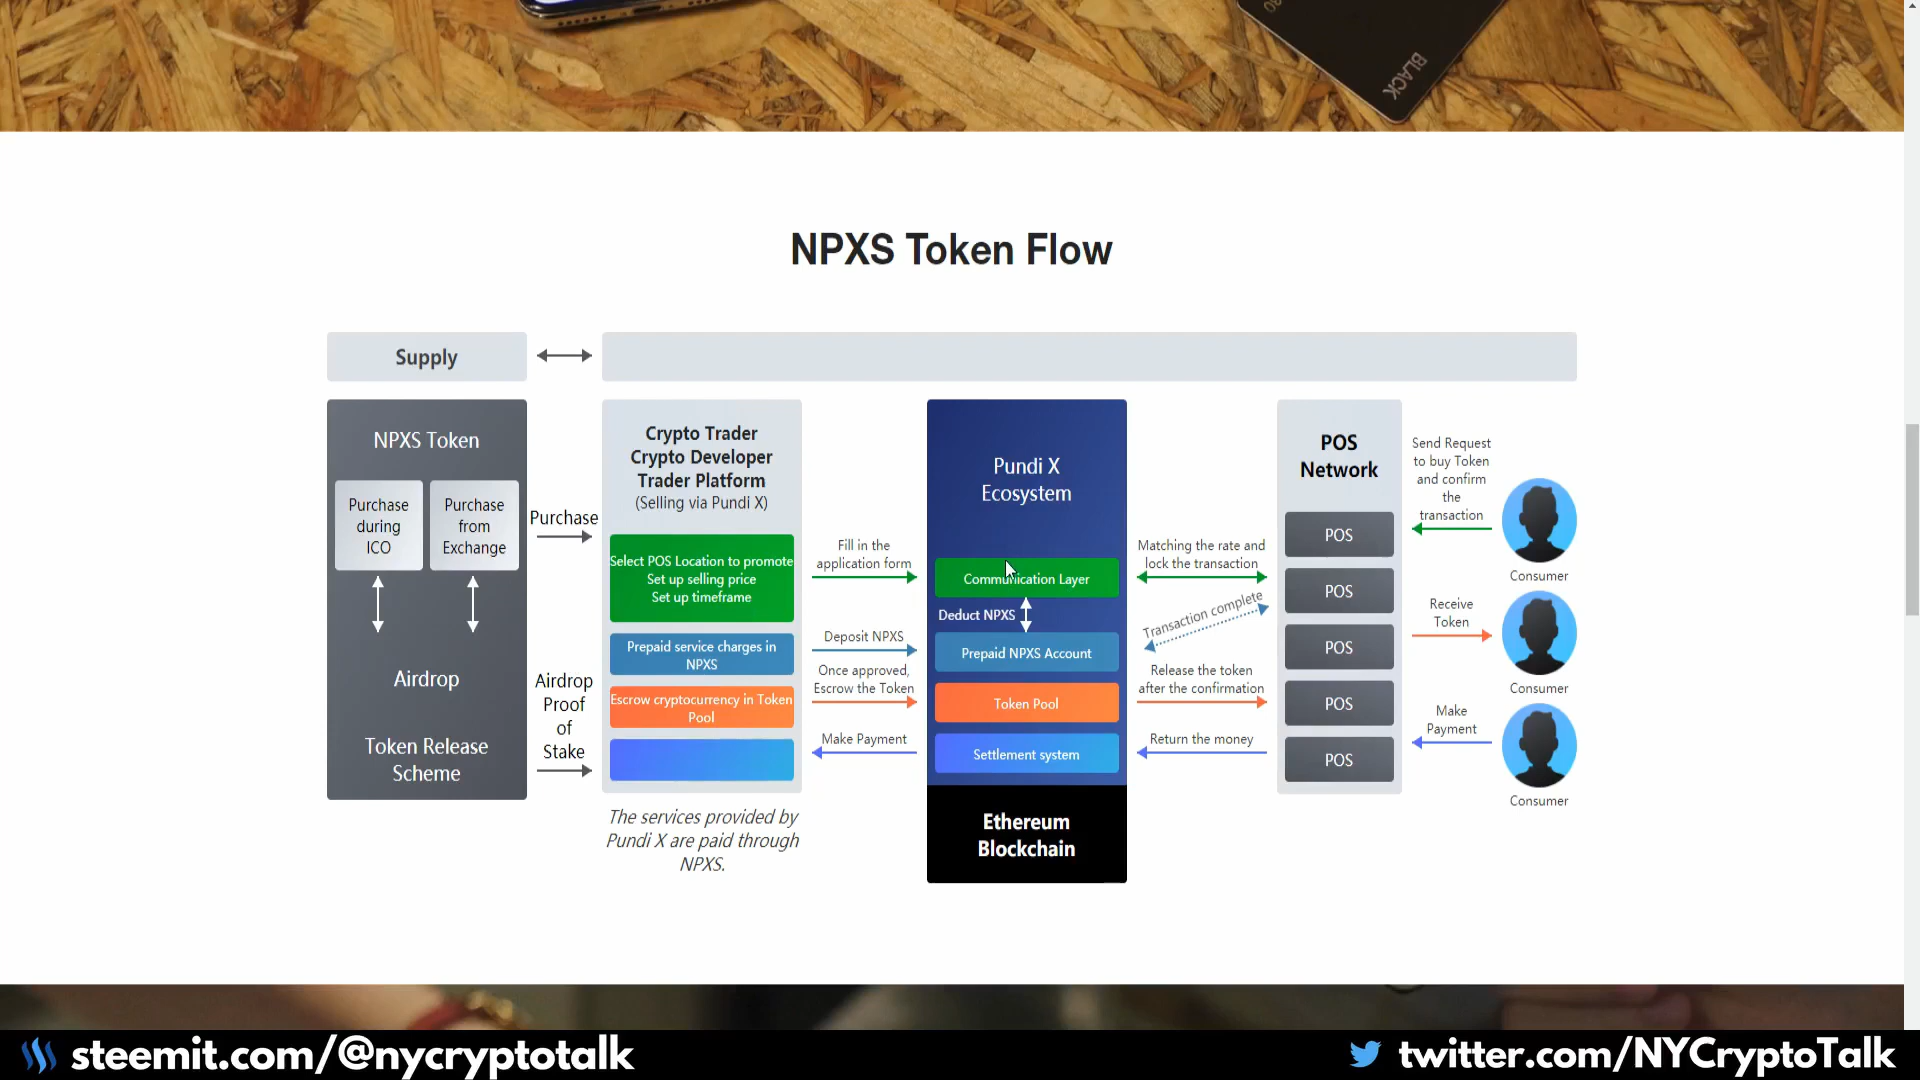 BLACK
NPXS Token Flow
Supply
NPXS Token
Purchase
during
ICO
Purchase
from
Exchange
Airdrop
Token Release
Scheme
Purchase
Airdrop
Proof
of
Stake
Crypto Trader
Crypto Developer
Trader Platform
(Selling via Pundi X)
Select POS Location to promote
Set up selling price
Set up timeframe
Prepaid service charges in
NPXS
Escrow cryptocurrency in Token
Pool
The services provided by
Pundi X are paid through
NPXS.
Fill in the
application form
Deposit NPXS
Once approved,
Escrow the Token
Make Payment
Pundi X
Ecosystem
Communication Layer
Deduct NPXS
Prepaid NPXS Account
Token Pool
Settlement system
Ethereum
Blockchain
Matching the rate and
lock the transaction
Transaction complete
Release the token
after the confirmation
Return the money
POS
Network
POS
POS
POS
POS
POS
Send Request
to buy Token
and confirm
the
transaction
Receive
Token
Make
Payment
Consumer
Consumer
Consumer
steemit.com/@nycryptotalk
twitter.com/NYCryptoTalk